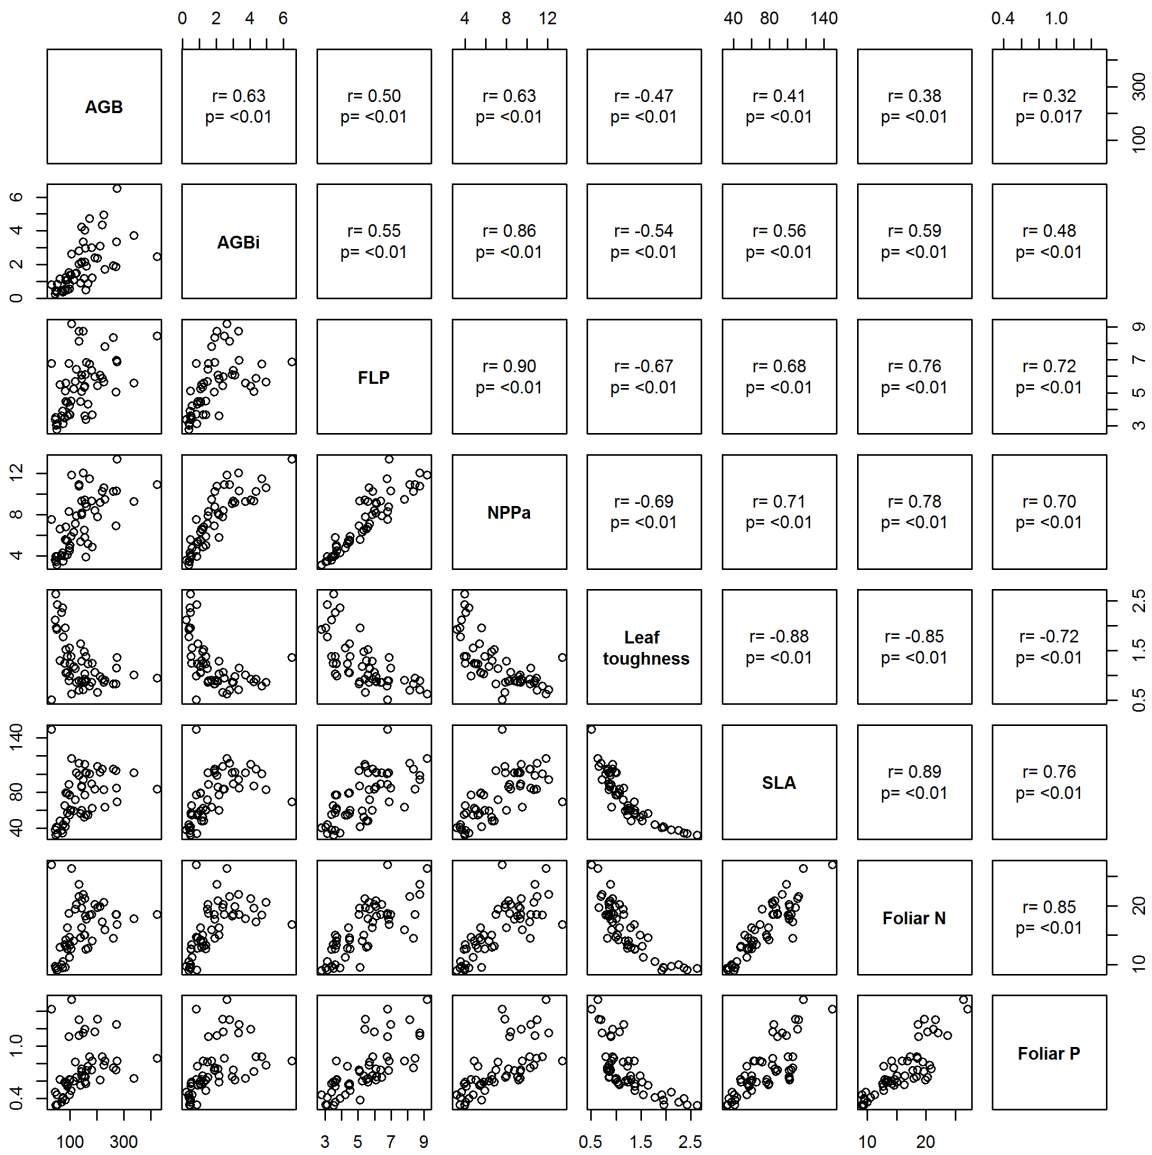 0 2 4 6 4 8 12 40 80 140 0.4 1.0
AGB
r= 0.63
p= <0.01
r= 0.50
p= <0.01
r= 0.63
p= <0.01
r= -0.47
p= <0.01
r= 0.41
p= <0.01
r= 0.38
p= <0.01
r= 0.32
p= 0.017
100 300
0 2 4 6
AGBi
r= 0.55
p= <0.01
r= 0.86
p= <0.01
r= -0.54
p= <0.01
r= 0.56
p= <0.01
r= 0.59
p= <0.01
r= 0.48
p= <0.01
FLP
r= 0.90
p= <0.01
r= -0.67
p= <0.01
r= 0.68
p= <0.01
r= 0.76
p= <0.01
r= 0.72
p= <0.01
3 5 7 9
4 8 12
NPPa
r= -0.69
p= <0.01
r= 0.71
p= <0.01
r= 0.78
p= <0.01
r= 0.70
p= <0.01
Leaf
toughness
r= -0.88
p= <0.01
r= -0.85
p= <0.01
r= -0.72
p= <0.01
0.5 1.5 2.5
40 80 140
SLA
r= 0.89
p= <0.01
r= 0.76
p= <0.01
Foliar N
r= 0.85
p= <0.01
10 20
0.4 1.0
Foliar P
100 300 3 5 7 9 0.5 1.5 2.5 10 20